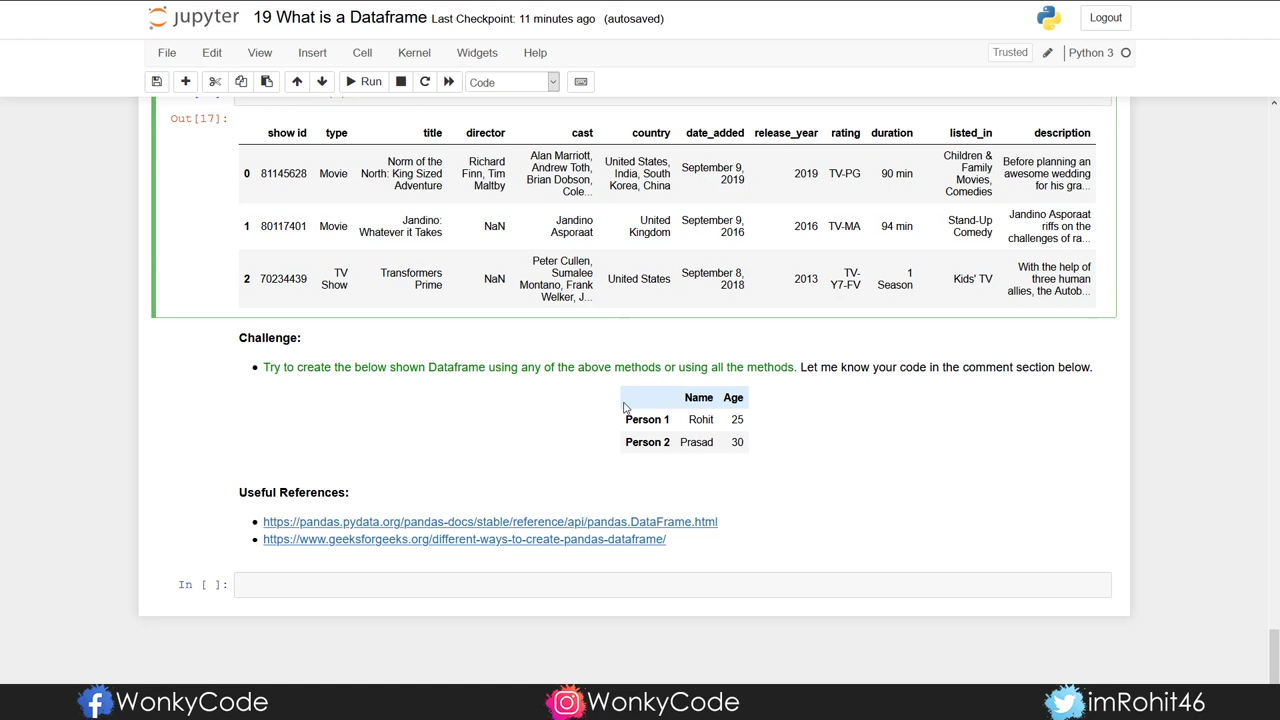 jupyter 19 What is a Dataframe Last Checkpoint: 11 minutes ago (autosaved) Logout
File Edit View Insert Cell Kernel Widgets Help Trusted Python 3
Run Code
Out[17]:
show id type title director cast country date_added release_year rating duration listed_in description
0 81145628 Movie Norm of the North: King Sized Adventure Richard Finn, Tim Maltby Alan Marriott, Andrew Toth, Brian Dobson, Cole... United States, India, South Korea, China September 9, 2019 2019 TV-PG 90 min Children & Family Movies, Comedies Before planning an awesome wedding for his gra...
1 80117401 Movie Jandino: Whatever it Takes NaN Jandino Asporaat United Kingdom September 9, 2016 2016 TV-MA 94 min Stand-Up Comedy Jandino Asporaat riffs on the challenges of ra...
2 70234439 TV Show Transformers Prime NaN Peter Cullen, Sumalee Montano, Frank Welker, J... United States September 8, 2018 2013 TV-Y7-FV 1 Season Kids' TV With the help of three human allies, the Autob...
Challenge:
• Try to create the below shown Dataframe using any of the above methods or using all the methods. Let me know your code in the comment section below.
Name Age
Person 1 Rohit 25
Person 2 Prasad 30
Useful References:
• https://pandas.pydata.org/pandas-docs/stable/reference/api/pandas.DataFrame.html
• https://www.geeksforgeeks.org/different-ways-to-create-pandas-dataframe/
In [ ]:
WonkyCode WonkyCode imRohit46